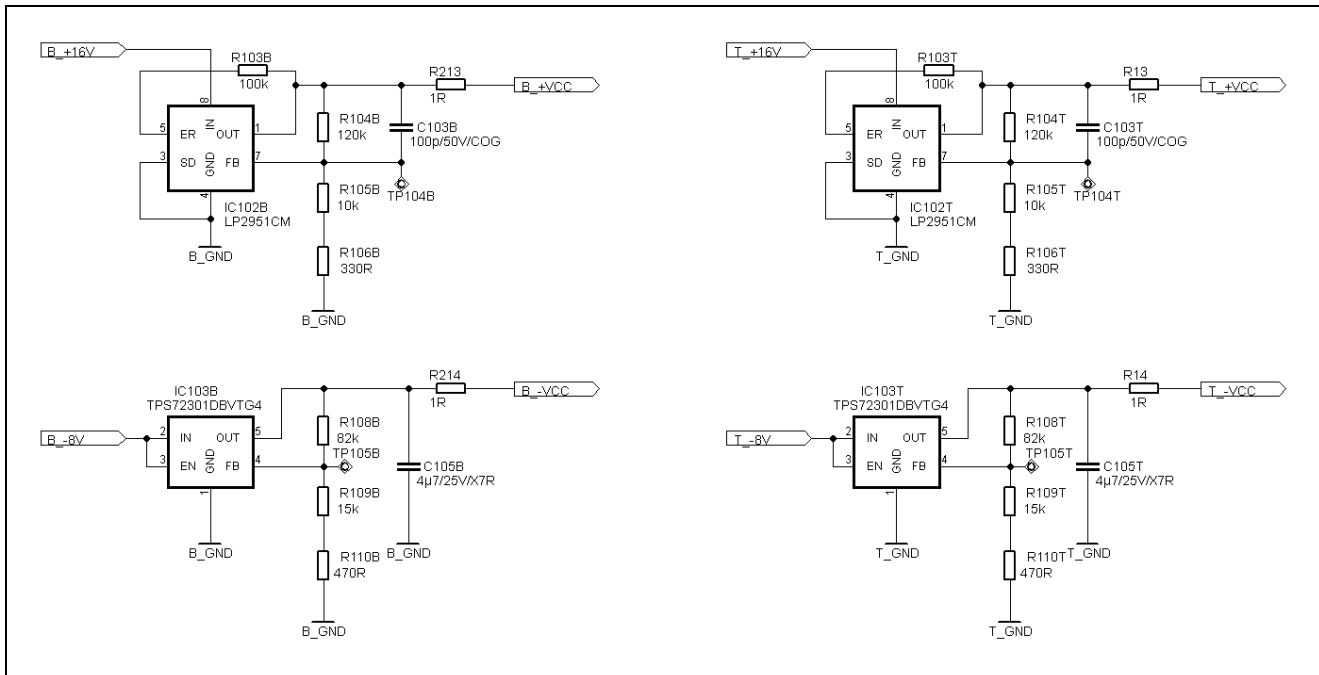 B_+16V
R103B
100k
R213
1R
B_+VCC
8
IN
5
ER
OUT
1
3
SD
GND
FB
7
4
R104B
120k
C103B
100p/50V/COG
TP104B
R105B
10k
IC102B
LP2951CM
B_GND
R106B
330R
B_GND
T_+16V
R103T
100k
R13
1R
T_+VCC
8
IN
5
ER
OUT
1
3
SD
GND
FB
7
4
R104T
120k
C103T
100p/50V/COG
TP104T
R105T
10k
IC102T
LP2951CM
T_GND
R106T
330R
T_GND
IC103B
TPS72301DBVTG4
R214
1R
B_-VCC
B_-8V
2
IN
OUT
5
3
EN
GND
FB
4
1
R108B
82k
TP105B
C105B
4µ7/25V/X7R
R109B
15k
B_GND
B_GND
R110B
470R
B_GND
IC103T
TPS72301DBVTG4
R14
1R
T_-VCC
T_-8V
2
IN
OUT
5
3
EN
GND
FB
4
1
R108T
82k
TP105T
C105T
4µ7/25V/X7R
R109T
15k
T_GND
T_GND
R110T
470R
T_GND